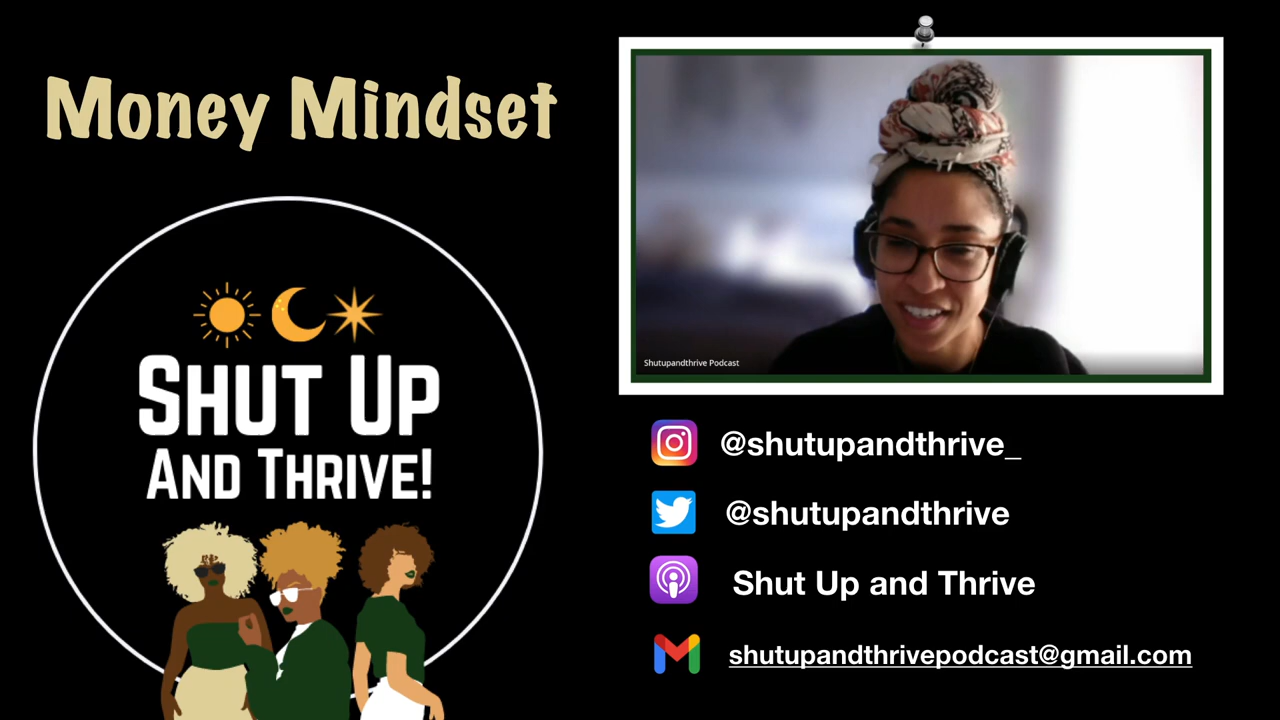 Money Mindset
SHUT UP
AND THRIVE!
Shutupandthrive Podcast
@shutupandthrive_
@shutupandthrive
Shut Up and Thrive
shutupandthrivepodcast@gmail.com